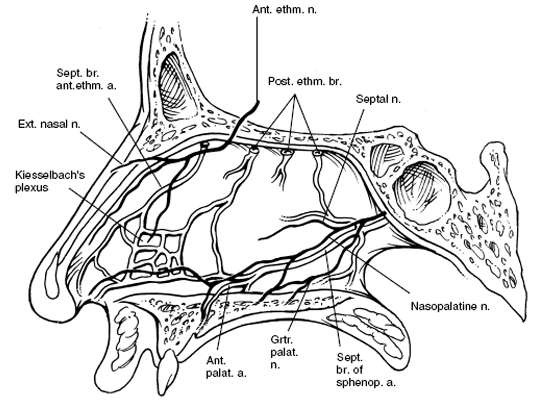 Ant. ethm. n.
Sept. br.
ant.ethm. a.
Post. ethm. br.
Septal n.
Ext. nasal n.
Kiesselbach's
plexus
Nasopalatine n.
Ant.
palat. a.
Grtr.
palat.
n.
Sept.
br. of
sphenop. a.